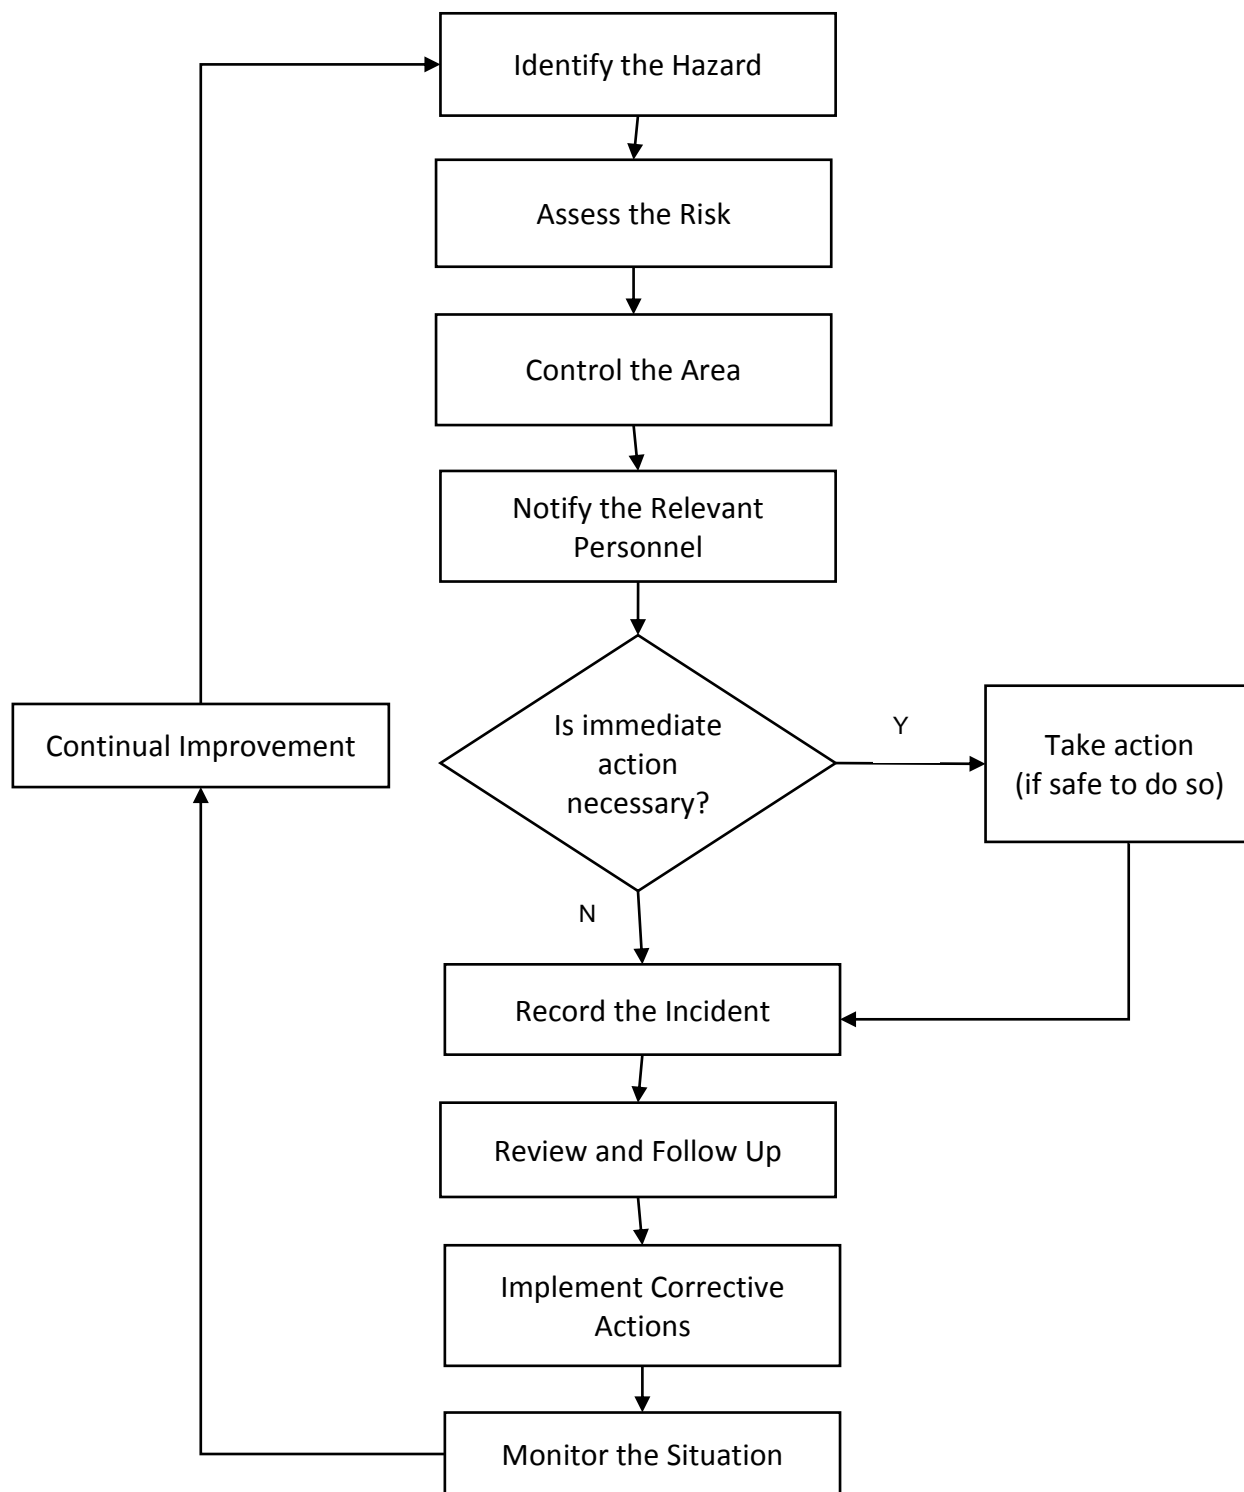 Identify the Hazard
Assess the Risk
Control the Area
Notify the Relevant
Personnel
Is immediate
action
necessary?
Y
Take action
(if safe to do so)
N
Continual Improvement
Record the Incident
Review and Follow Up
Implement Corrective
Actions
Monitor the Situation